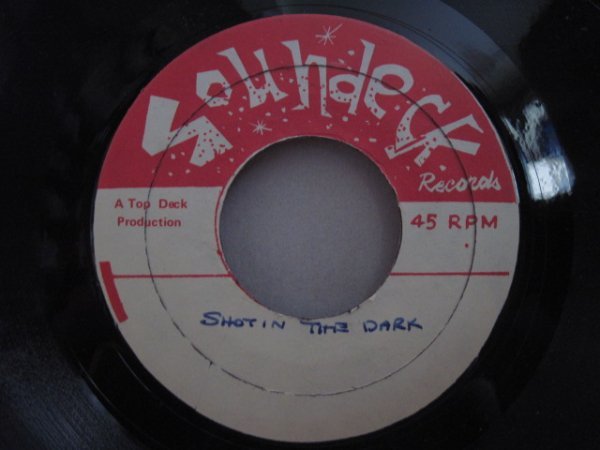 Soundeck
Records
A Top Deck
Production
45 RPM
SHOT IN THE DARK